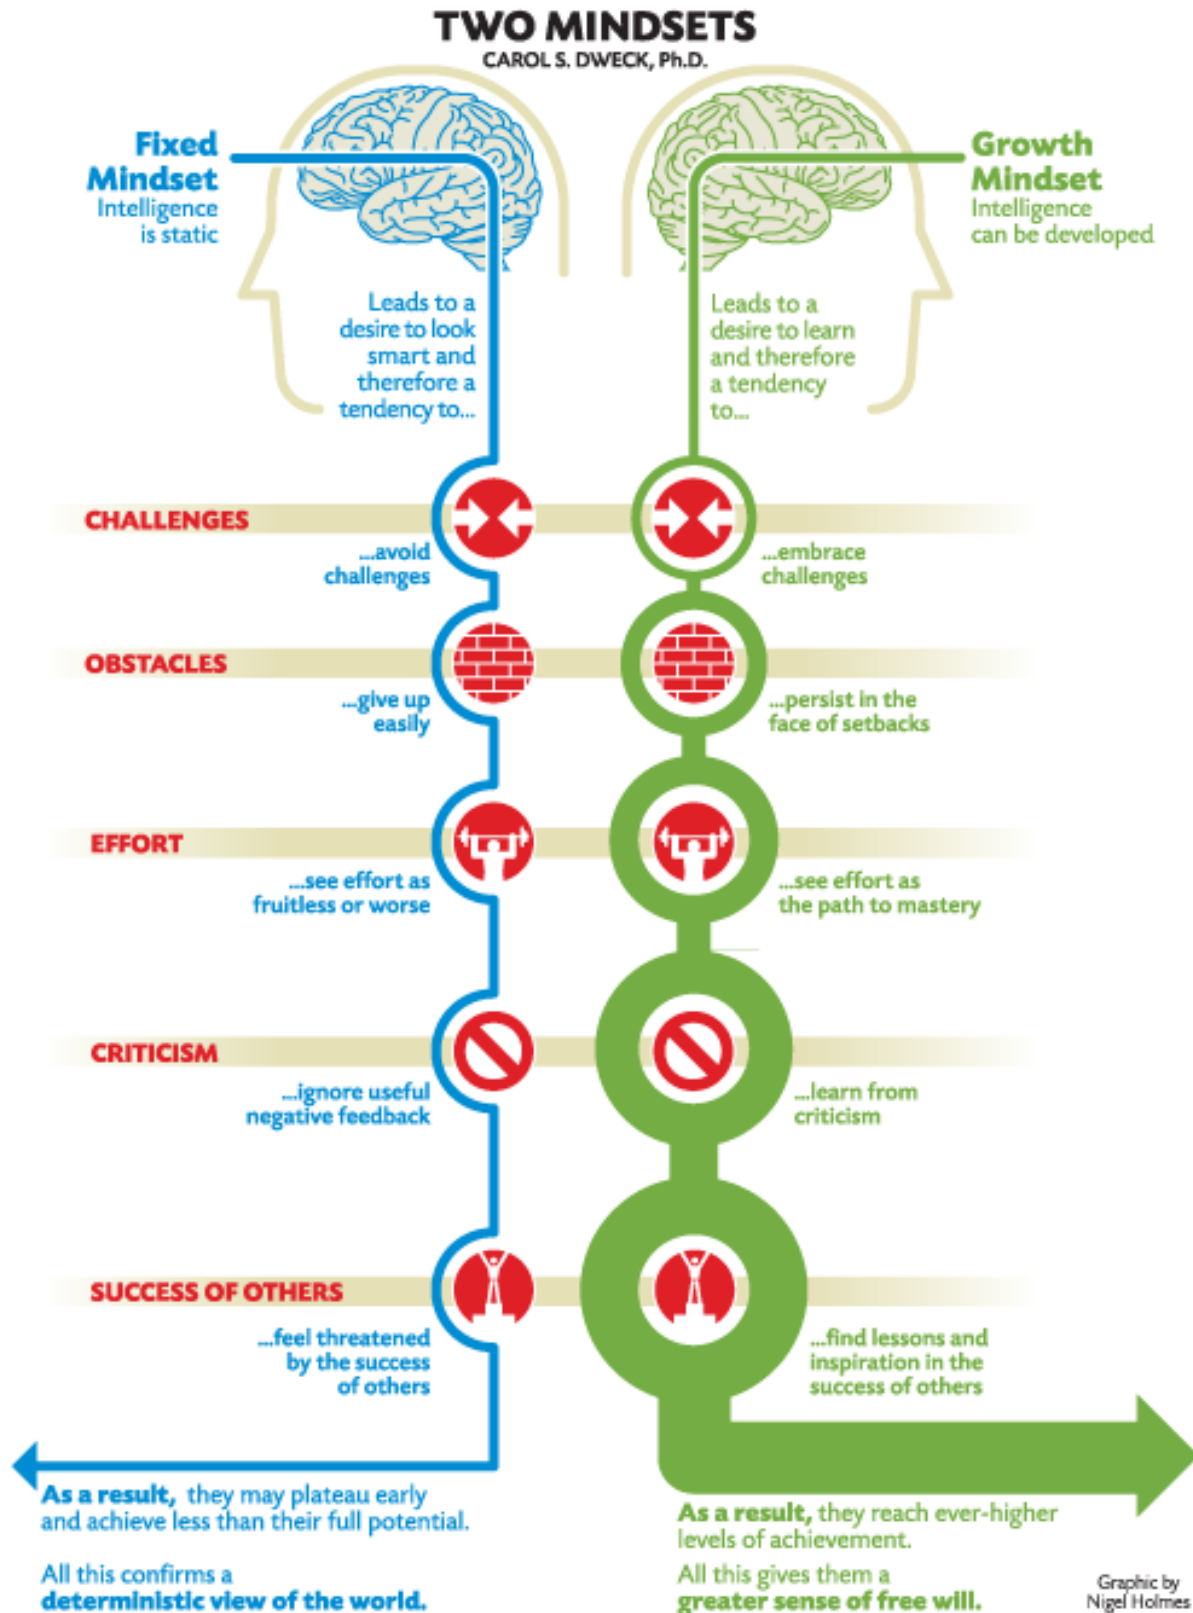 TWO MINDSETS
CAROL S. DWECK, Ph.D.
Fixed
Mindset
Intelligence
is static
Growth
Mindset
Intelligence
can be developed
Leads to a
desire to look
smart and
therefore a
tendency to...
Leads to a
desire to learn
and therefore
a tendency
to...
CHALLENGES
...avoid
challenges
...embrace
challenges
OBSTACLES
...give up
easily
...persist in the
face of setbacks
EFFORT
...see effort as
fruitless or worse
...see effort as
the path to mastery
CRITICISM
...ignore useful
negative feedback
...learn from
criticism
SUCCESS OF OTHERS
...feel threatened
by the success
of others
...find lessons and
inspiration in the
success of others
As a result, they may plateau early
and achieve less than their full potential.
All this confirms a
deterministic view of the world.
As a result, they reach ever-higher
levels of achievement.
All this gives them a
greater sense of free will.
Graphic by
Nigel Holmes